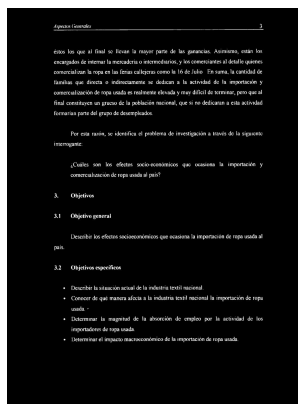 Aspectos Generales 3
éstos los que al final se llevan la mayor parte de las ganancias. Asimismo, están los
encargados de internar la mercadería o intermediarios, y los comerciantes al detalle quienes
comercializan la ropa en las ferias callejeras como la 16 de Julio. En suma, la cantidad de
familias que directa o indirectamente se dedican a la actividad de la importación y
comercialización de ropa usada es realmente elevada y muy difícil de terminar, pero que al
final constituyen un grueso de la población nacional, que si no se dedicaran a esta actividad
formarían parte del grupo de desempleados.
Por esta razón, se identifica el problema de investigación a través de la siguiente
interrogante:
¿Cuáles son los efectos socio-económicos que ocasiona la importación y
comercialización de ropa usada al país?
3. Objetivos
3.1 Objetivo general
Describir los efectos socioeconómicos que ocasiona la importación de ropa usada al
país.
3.2 Objetivos específicos
• Describir la situación actual de la industria textil nacional.
• Conocer de qué manera afecta a la industria textil nacional la importación de ropa
usada.
• Determinar la magnitud de la absorción de empleo por la actividad de los
importadores de ropa usada.
• Determinar el impacto macroeconómico de la importación de ropa usada.